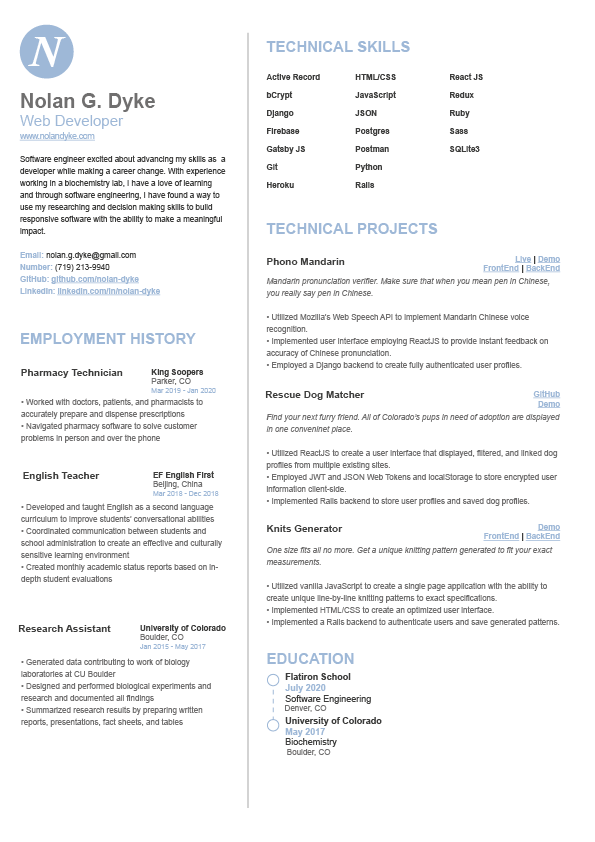 N
Nolan G. Dyke
Web Developer
www.nolandyke.com
Software engineer excited about advancing my skills as a
developer while making a career change. With experience
working in a biochemistry lab, I have a love of learning
and through software engineering, I have found a way to
use my researching and decision making skills to build
responsive software with the ability to make a meaningful
impact.
Email: nolan.g.dyke@gmail.com
Number: (719) 213-9940
GitHub: github.com/nolan-dyke
LinkedIn: linkedin.com/in/nolan-dyke
EMPLOYMENT HISTORY
Pharmacy Technician King Soopers
Parker, CO
Mar 2019 - Jan 2020
• Worked with doctors, patients, and pharmacists to
accurately prepare and dispense prescriptions
• Navigated pharmacy software to solve customer
problems in person and over the phone
English Teacher EF English First
Beijing, China
Mar 2018 - Dec 2018
• Developed and taught English as a second language
curriculum to improve students' conversational abilities
• Coordinated communication between students and
school administration to create an effective and culturally
sensitive learning environment
• Created monthly academic status reports based on in-
depth student evaluations
Research Assistant University of Colorado
Boulder, CO
Jan 2015 - May 2017
• Generated data contributing to work of biology
laboratories at CU Boulder
• Designed and performed biological experiments and
research and documented all findings
• Summarized research results by preparing written
reports, presentations, fact sheets, and tables
TECHNICAL SKILLS
Active Record HTML/CSS React JS
bCrypt JavaScript Redux
Django JSON Ruby
Firebase Postgres Sass
Gatsby JS Postman SQLite3
Git Python
Heroku Rails
TECHNICAL PROJECTS
Phono Mandarin Live | Demo
FrontEnd | BackEnd
Mandarin pronunciation verifier. Make sure that when you mean pen in Chinese,
you really say pen in Chinese.
• Utilized Mozilla's Web Speech API to implement Mandarin Chinese voice
recognition.
• Implemented user interface employing ReactJS to provide instant feedback on
accuracy of Chinese pronunciation.
• Employed a Django backend to create fully authenticated user profiles.
Rescue Dog Matcher GitHub
Demo
Find your next furry friend. All of Colorado's pups in need of adoption are displayed
in one conveninet place.
• Utilized ReactJS to create a user interface that displayed, filtered, and linked dog
profiles from multiple existing sites.
• Employed JWT and JSON Web Tokens and localStorage to store encrypted user
information client-side.
• Implemented Rails backend to store user profiles and saved dog profiles.
Knits Generator Demo
FrontEnd | BackEnd
One size fits all no more. Get a unique knitting pattern generated to fit your exact
measurements.
• Utilized vanilla JavaScript to create a single page application with the ability to
create unique line-by-line knitting patterns to exact specifications.
• Implemented HTML/CSS to create an optimized user interface.
• Implemented a Rails backend to authenticate users and save generated patterns.
EDUCATION
Flatiron School
July 2020
Software Engineering
Denver, CO
University of Colorado
May 2017
Biochemistry
Boulder, CO